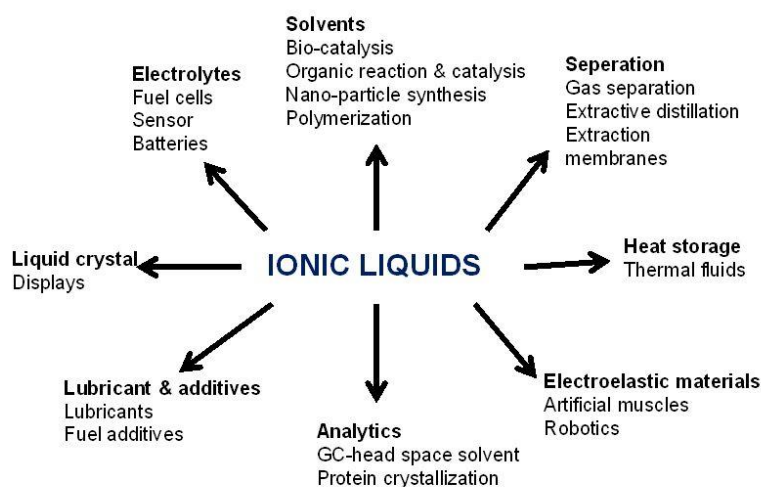 Solvents
Bio-catalysis
Organic reaction & catalysis
Nano-particle synthesis
Polymerization
Electrolytes
Fuel cells
Sensor
Batteries
Seperation
Gas separation
Extractive distillation
Extraction
membranes
Liquid crystal
Displays
IONIC LIQUIDS
Heat storage
Thermal fluids
Lubricant & additives
Lubricants
Fuel additives
Analytics
GC-head space solvent
Protein crystallization
Electroelastic materials
Artificial muscles
Robotics